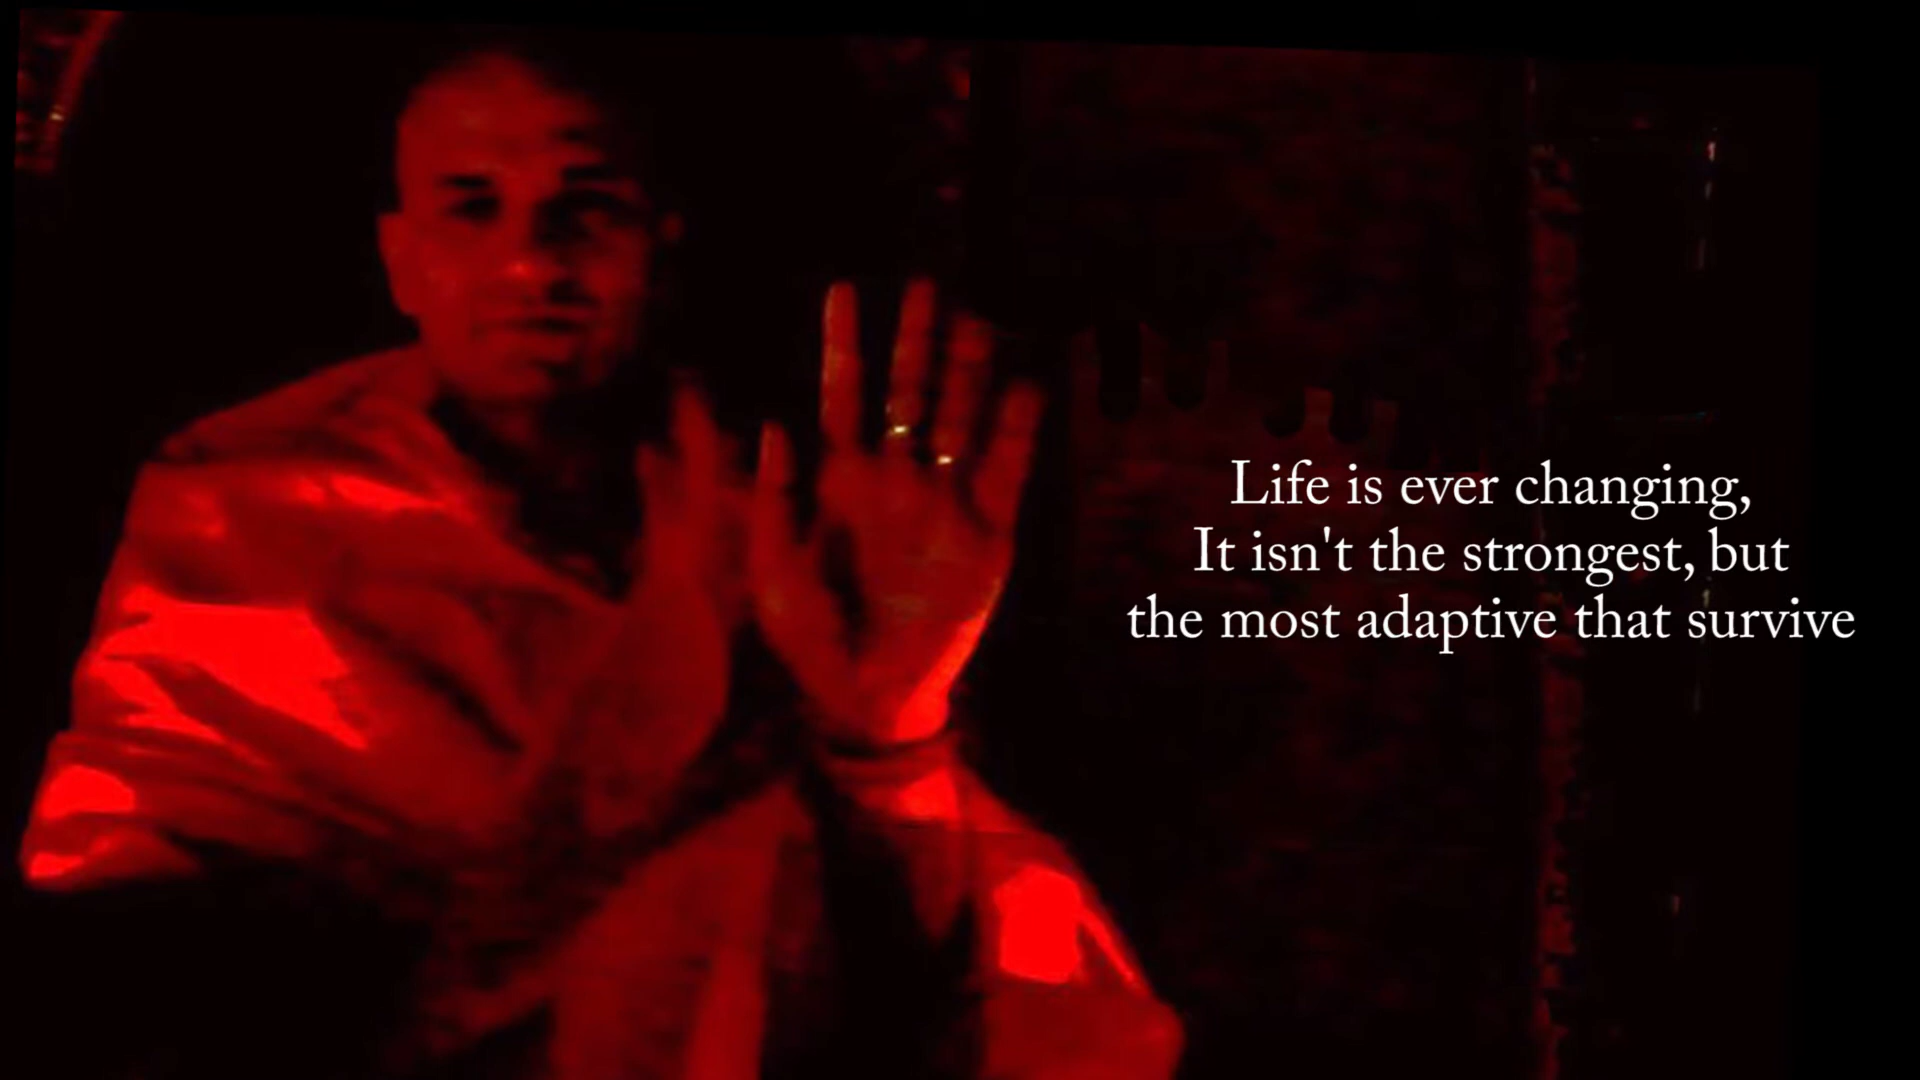 Life is ever changing,
It isn't the strongest, but
the most adaptive that survive